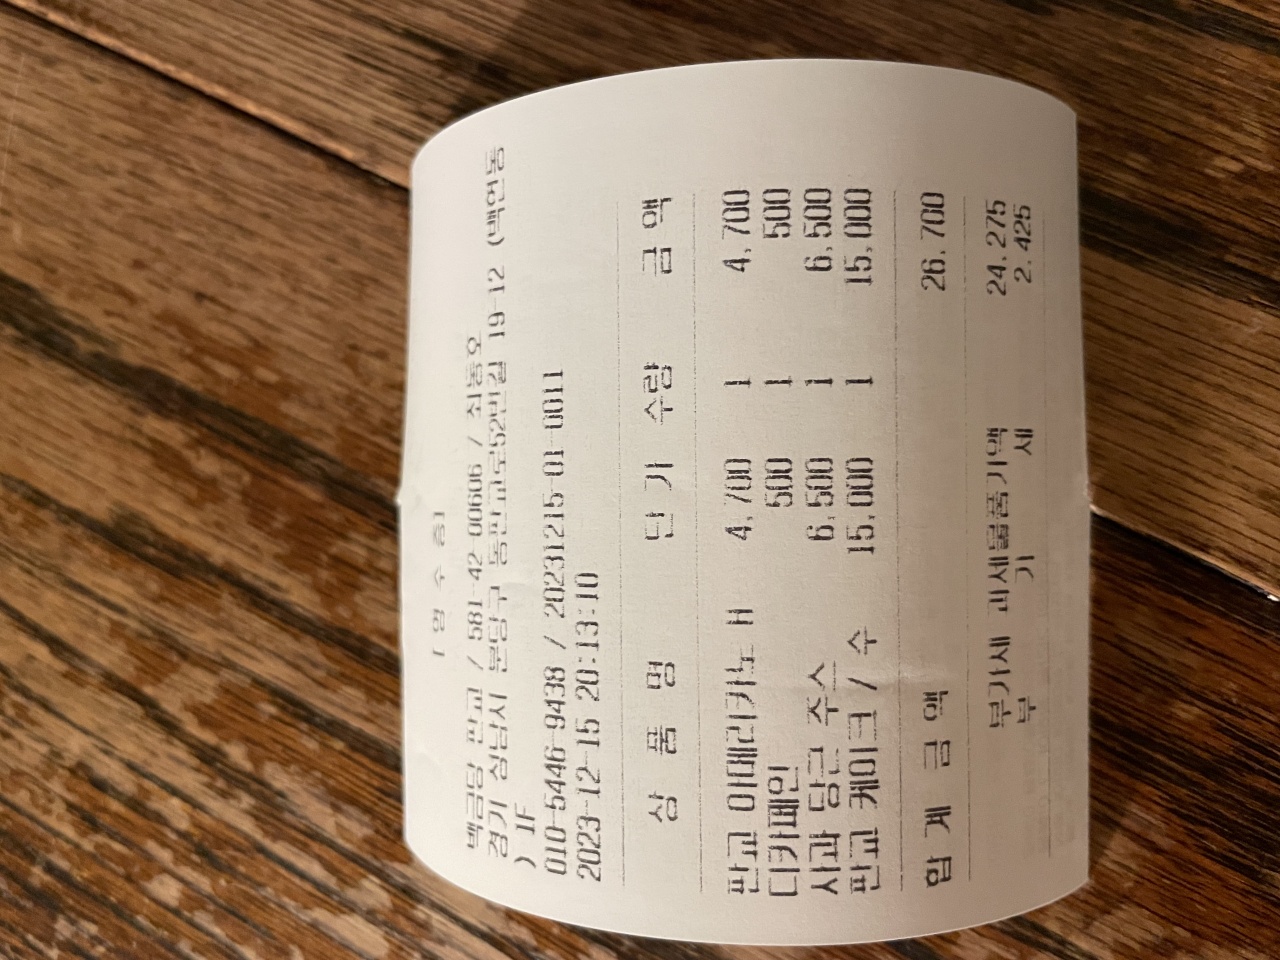 [ 영 수 증 ]
백금당 판교 / 581-42-00606 / 최동호
경기 성남시 분당구 동판교로52번길 19-12 (백현동
) 1F
010-5446-9438 / 20231215-01-0011
2023-12-15 20:13:10
상 품 명 단 가 수량 금 액
판교 아메리카노 H 4,700 1 4,700
디카페인 500 1 500
사과 당근 주스 6,500 1 6,500
판교 케이크 / 수 15,000 1 15,000
합 계 금 액 26,700
부가세 과세물품가액 24,275
부 가 세 2,425